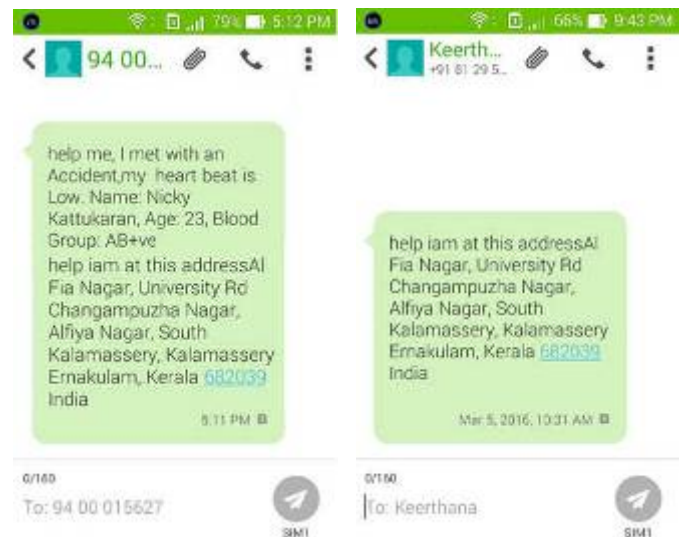 79% 5:12 PM
94 00...
help me, I met with an
Accident,my heart beat is
Low. Name: Nicky
Kattukaran, Age: 23, Blood
Group: AB+ve
help iam at this addressAl
Fia Nagar, University Rd
Changampuzha Nagar,
Alfiya Nagar, South
Kalamassery, Kalamassery
Ernakulam, Kerala 682039
India
5:11 PM
0/160
To: 94 00 015627
SIM1
66% 9:43 PM
Keerth...
+91 81 29 5..
help iam at this addressAl
Fia Nagar, University Rd
Changampuzha Nagar,
Alfiya Nagar, South
Kalamassery, Kalamassery
Ernakulam, Kerala 682039
India
Mar 5, 2016, 10:31 AM
0/160
To: Keerthana
SIM1